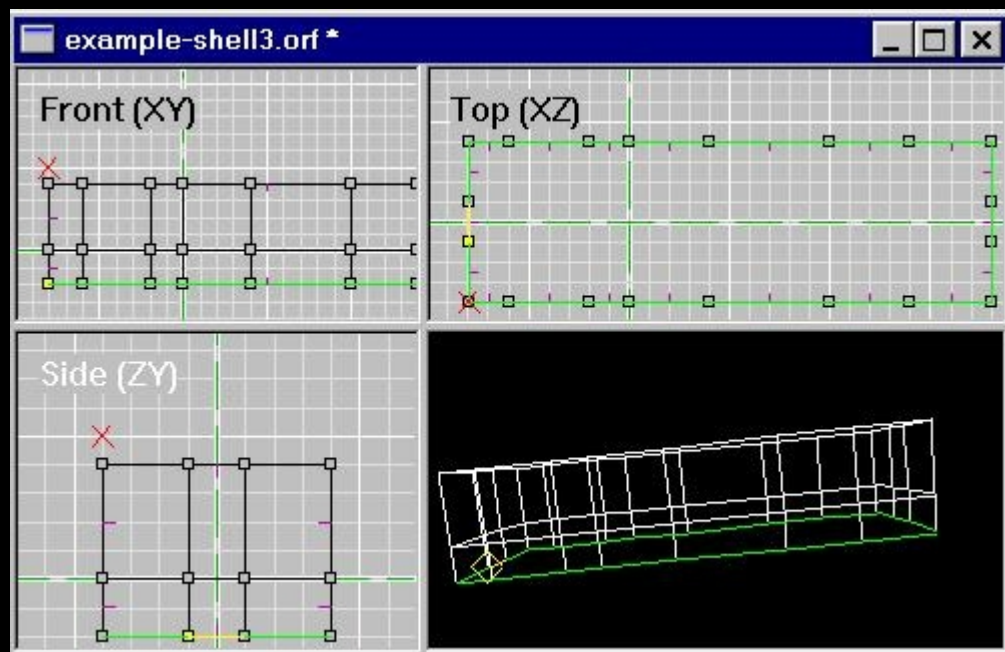 example-shell3.orf *
Front (XY)
Top (XZ)
Side (ZY)